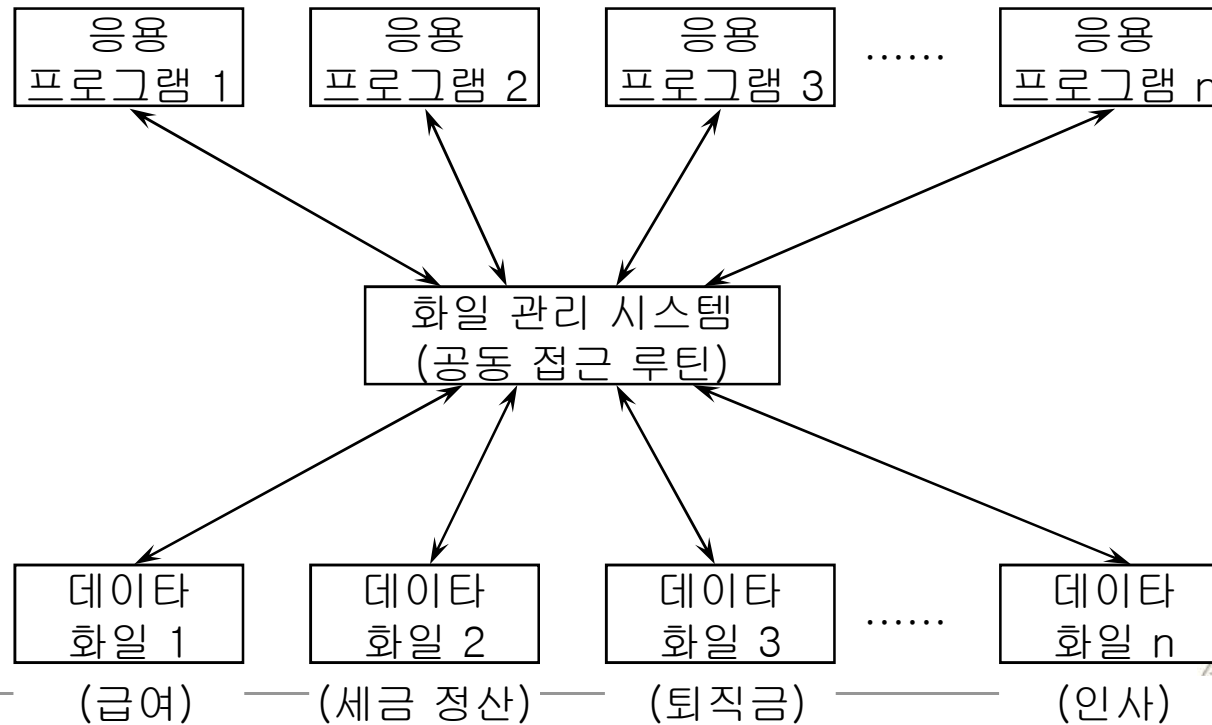 응용
프로그램 1
응용
프로그램 2
응용
프로그램 3
......
응용
프로그램 n
화일 관리 시스템
(공동 접근 루틴)
데이타
화일 1
데이타
화일 2
데이타
화일 3
......
데이타
화일 n
(급여)
(세금 정산)
(퇴직금)
(인사)